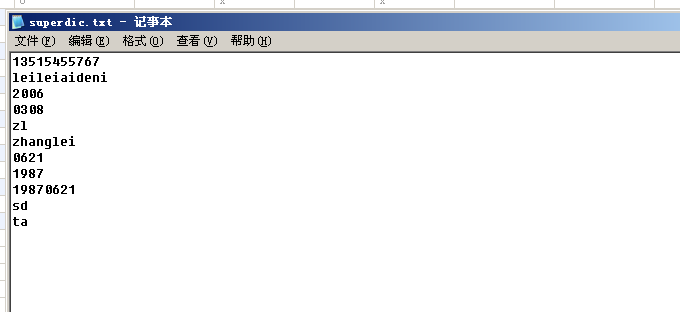 superdic.txt - 记事本
文件(F) 编辑(E) 格式(O) 查看(V) 帮助(H)
13515455767
leileiaideni
2006
0308
zl
zhanglei
0621
1987
19870621
sd
ta